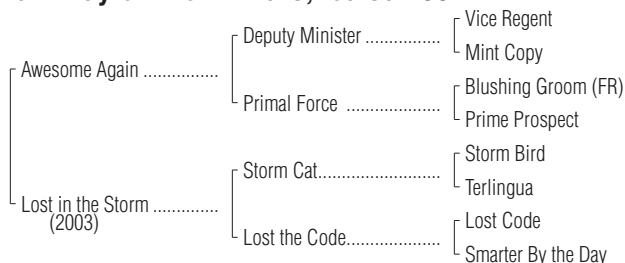 Deputy Minister ................
Vice Regent
Mint Copy
Awesome Again ................
Primal Force ....................
Blushing Groom (FR)
Prime Prospect
Storm Cat.........................
Storm Bird
Terlingua
Lost in the Storm ..............
(2003)
Lost the Code....................
Lost Code
Smarter By the Day